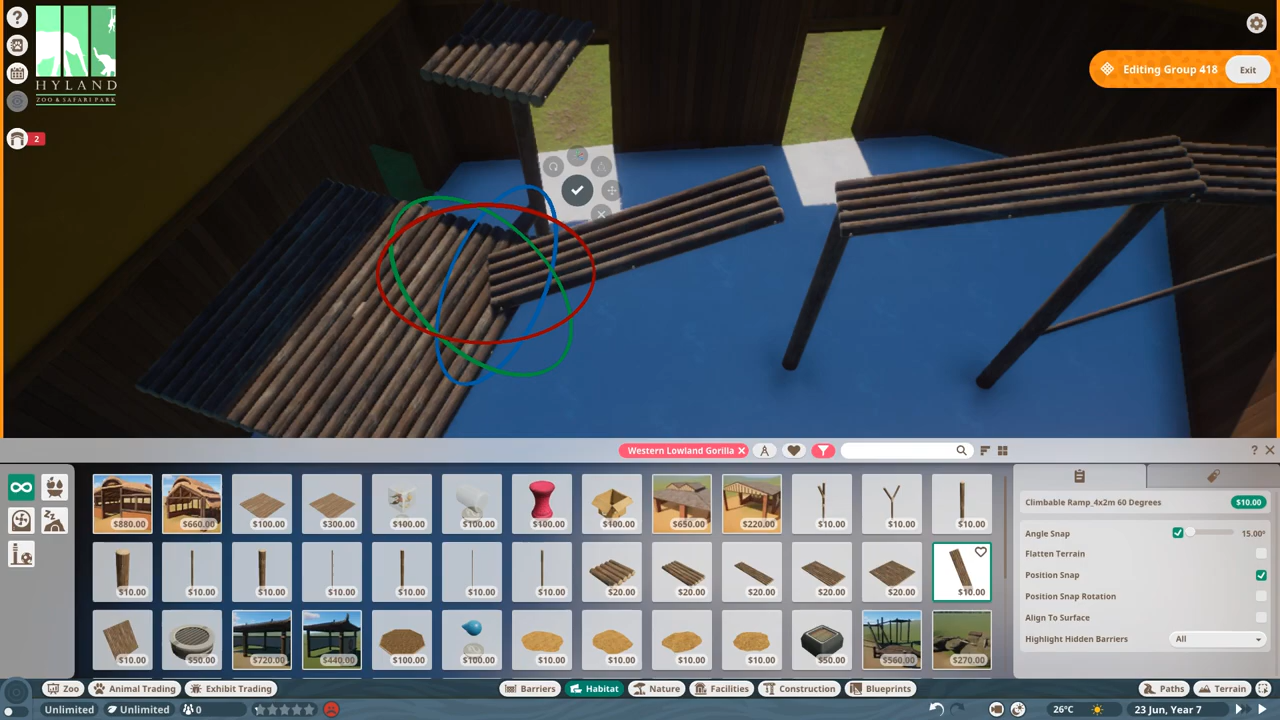 ?
HYLAND
ZOO & SAFARI PARK
2
Editing Group 418
Exit
Western Lowland Gorilla ×
? ×
$880.00 $660.00 $100.00 $300.00 $100.00 $100.00 $100.00 $100.00 $650.00 $220.00 $10.00 $10.00 $10.00
$10.00 $10.00 $10.00 $10.00 $10.00 $10.00 $10.00 $20.00 $20.00 $20.00 $20.00 $20.00 $10.00
$10.00 $50.00 $720.00 $440.00 $100.00 $100.00 $10.00 $10.00 $10.00 $10.00 $50.00 $560.00 $270.00
Climbable Ramp_4x2m 60 Degrees $10.00
Angle Snap 15.00°
Flatten Terrain
Position Snap
Position Snap Rotation
Align To Surface
Highlight Hidden Barriers All
Zoo Animal Trading Exhibit Trading Barriers Habitat Nature Facilities Construction Blueprints Paths Terrain
Unlimited Unlimited 0 26°C 23 Jun, Year 7